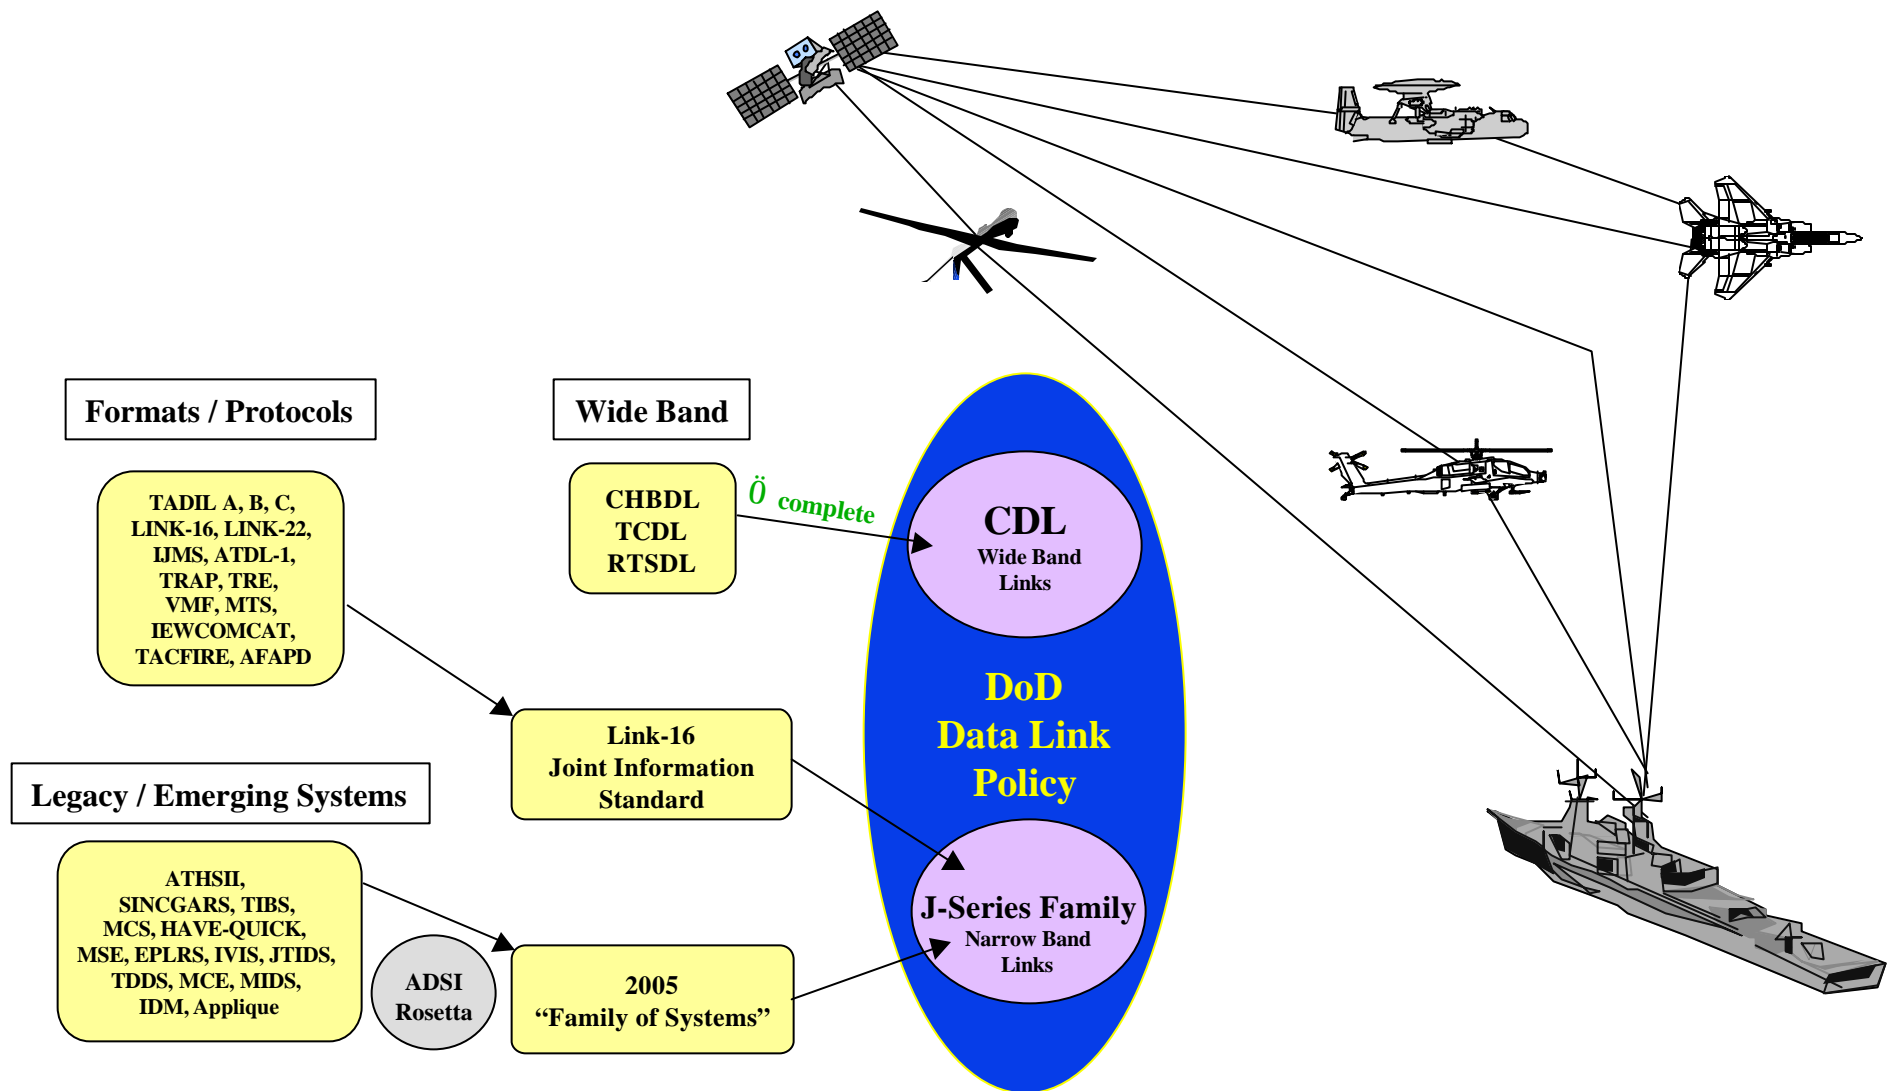 Formats / Protocols
TADIL A, B, C,
LINK-16, LINK-22,
IJMS, ATDL-1,
TRAP, TRE,
VMF, MTS,
IEWCOMCAT,
TACFIRE, AFAPD
Wide Band
CHBDL
TCDL
RTSDL
Ö complete
CDL
Wide Band
Links
DoD
Data Link
Policy
Link-16
Joint Information
Standard
Legacy / Emerging Systems
ATHSII,
SINCGARS, TIBS,
MCS, HAVE-QUICK,
MSE, EPLRS, IVIS, JTIDS,
TDDS, MCE, MIDS,
IDM, Applique
ADSI
Rosetta
2005
“Family of Systems”
J-Series Family
Narrow Band
Links